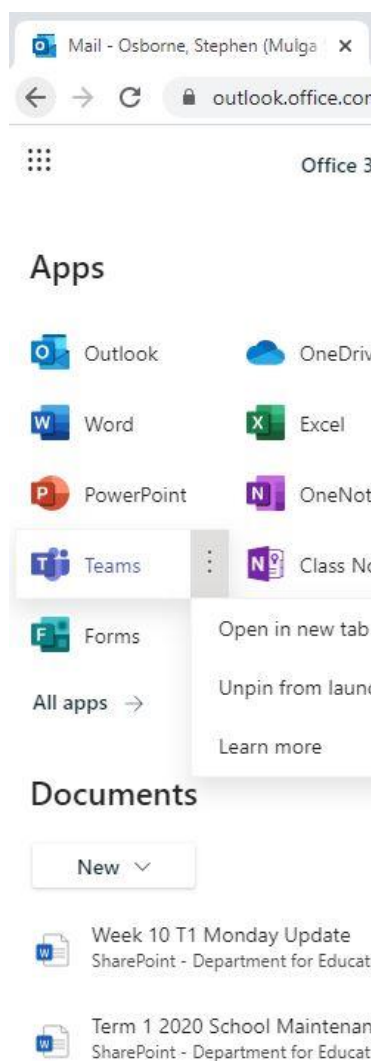 Mail - Osborne, Stephen (Mulga
outlook.office.com
Office 3
Apps
Outlook OneDriv
Word Excel
PowerPoint OneNot
Teams Class No
Forms Open in new tab
Unpin from launc
All apps
Learn more
Documents
New
Week 10 T1 Monday Update
SharePoint - Department for Educat
Term 1 2020 School Maintenan
SharePoint - Department for Educat